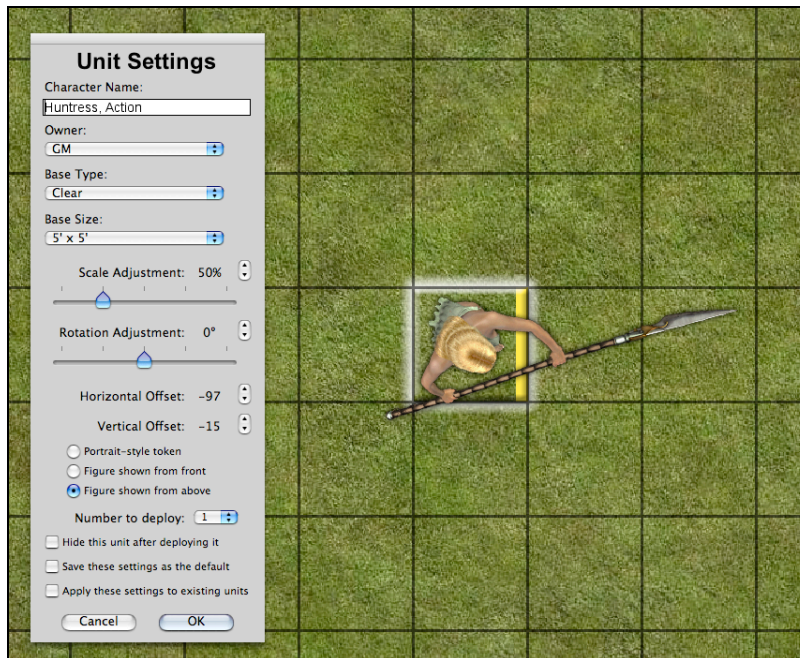 Unit Settings
Character Name:
Huntress, Action
Owner:
GM
Base Type:
Clear
Base Size:
5' x 5'
Scale Adjustment: 50%
Rotation Adjustment: 0°
Horizontal Offset: -97
Vertical Offset: -15
Portrait-style token
Figure shown from front
Figure shown from above
Number to deploy: 1
Hide this unit after deploying it
Save these settings as the default
Apply these settings to existing units
Cancel OK